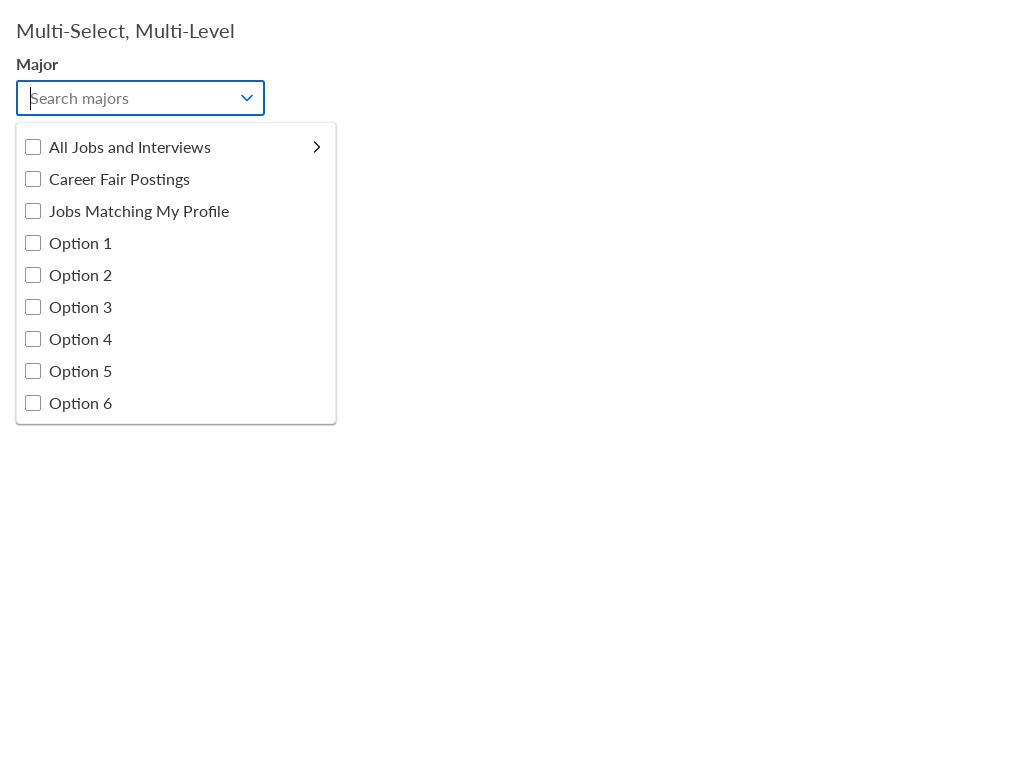 Multi-Select, Multi-Level
Major
Search majors
All Jobs and Interviews
Career Fair Postings
Jobs Matching My Profile
Option 1
Option 2
Option 3
Option 4
Option 5
Option 6